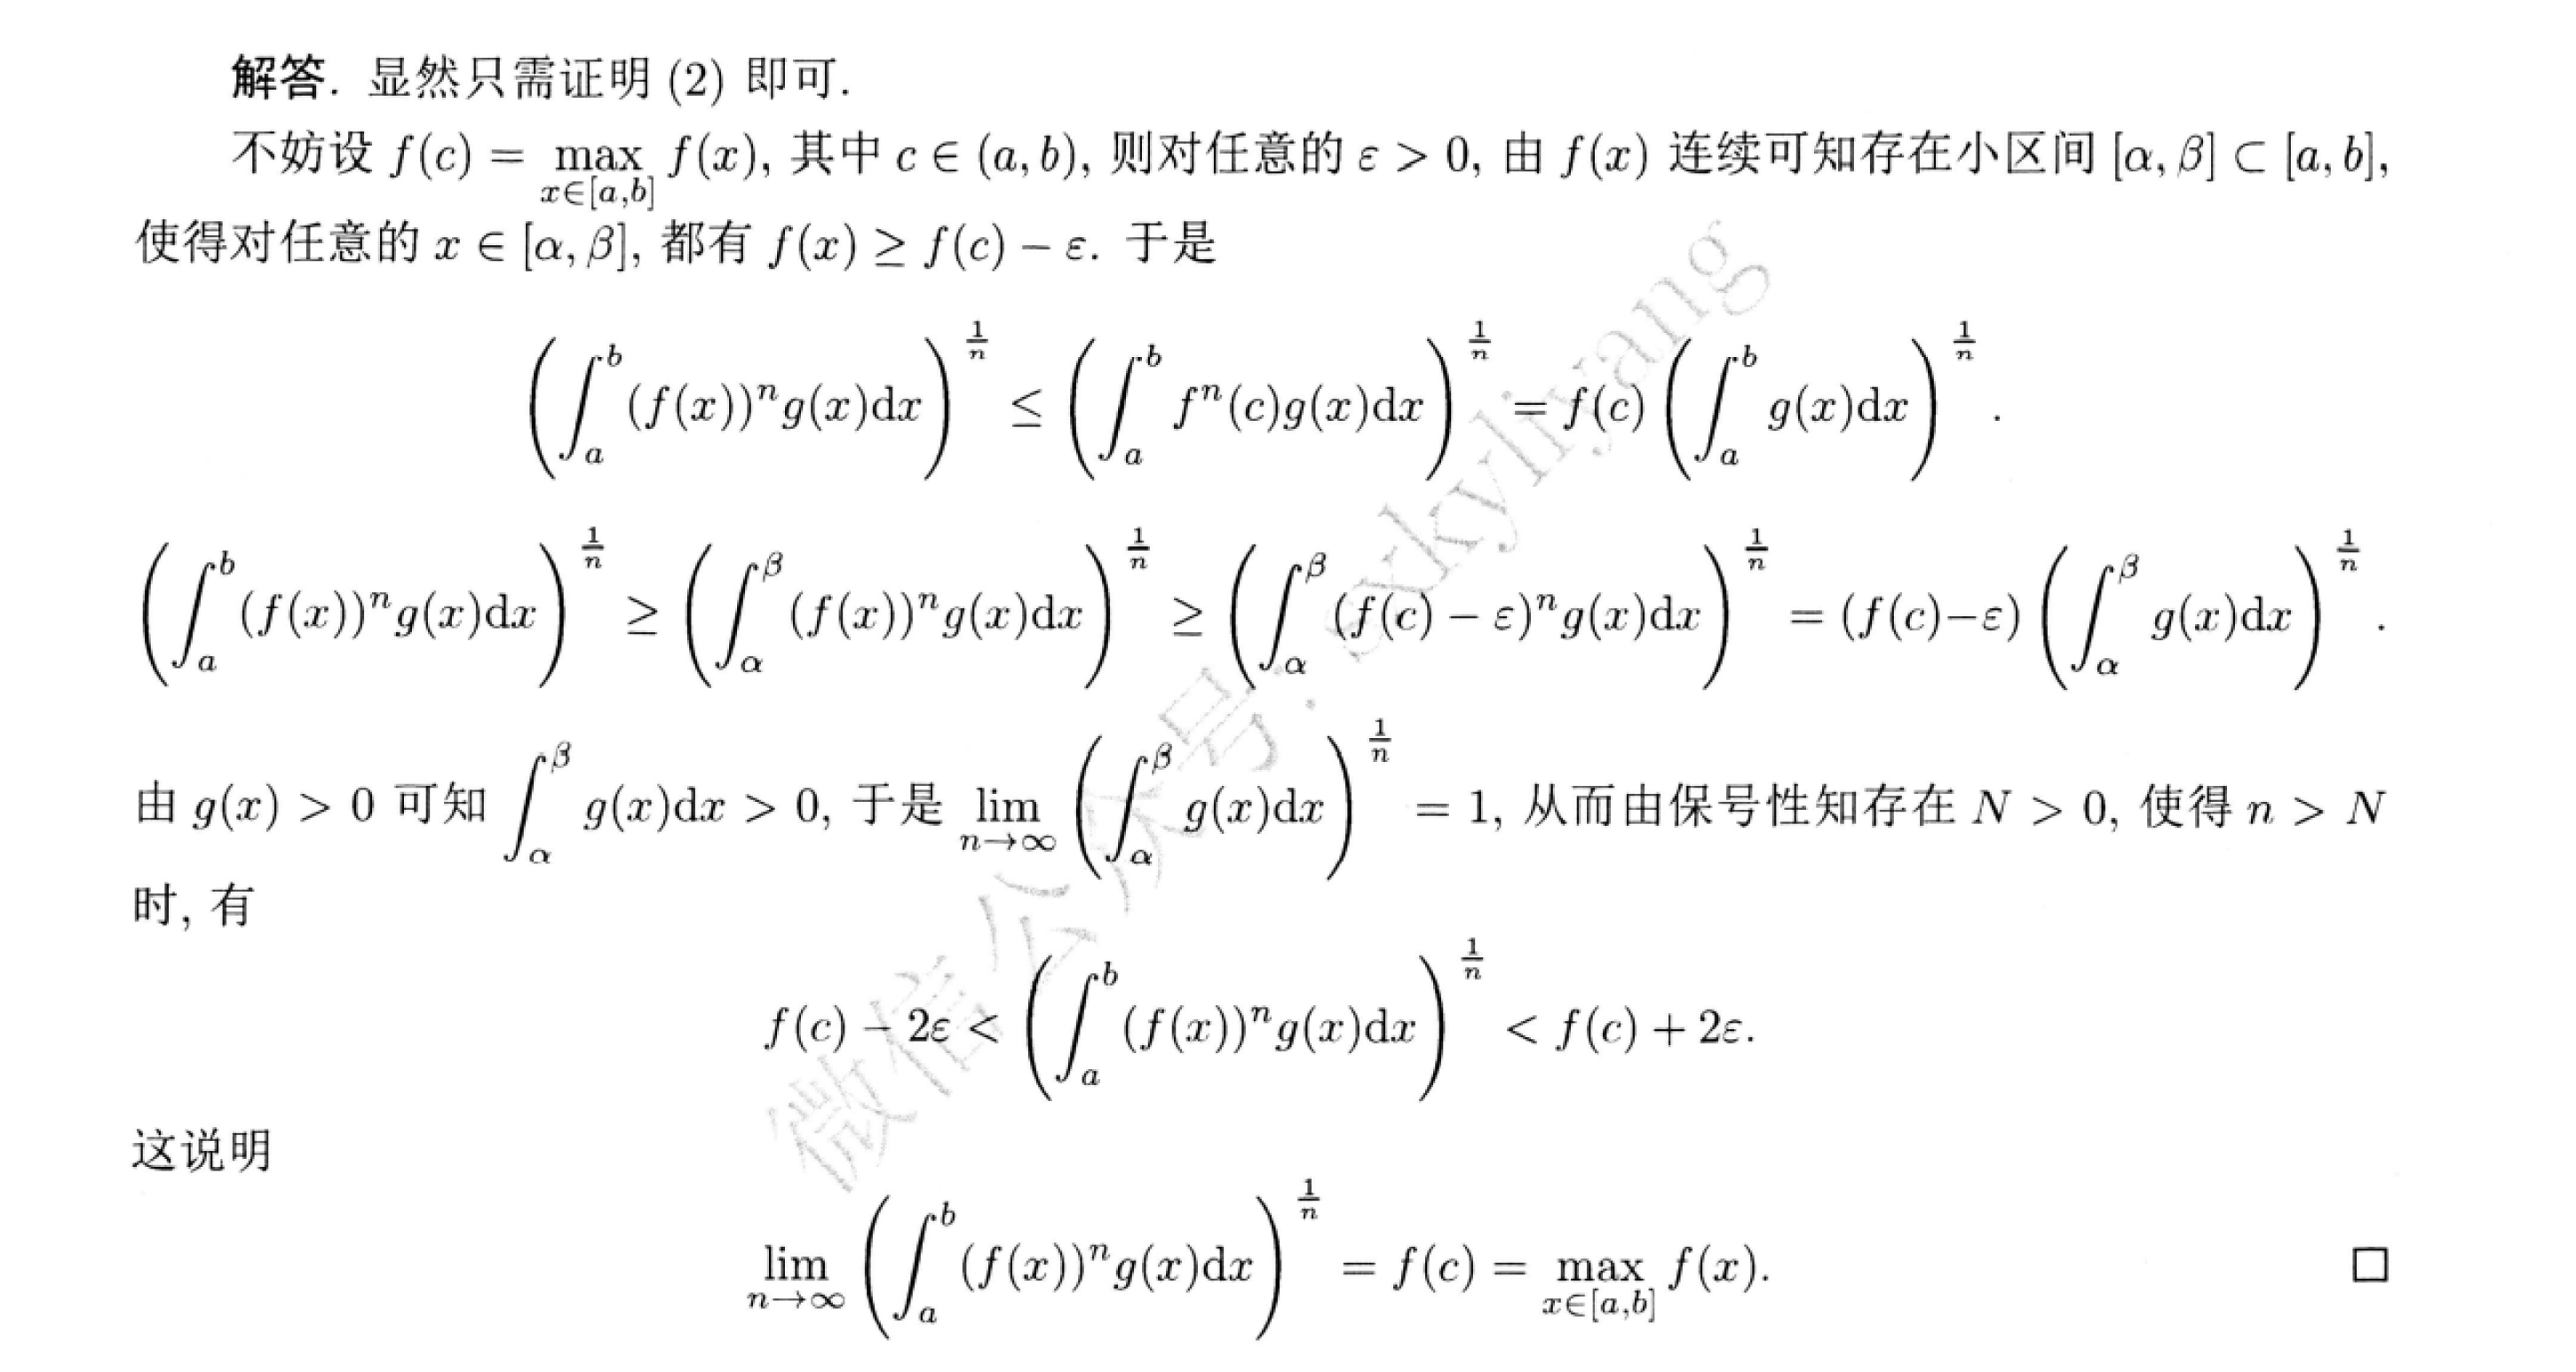 解答. 显然只需证明 (2) 即可.
不妨设 $f(c) = \max_{x\in[a,b]} f(x)$, 其中 $c \in (a, b)$, 则对任意的 $\varepsilon > 0$, 由 $f(x)$ 连续可知存在小区间 $[\alpha, \beta] \subset [a, b]$,
使得对任意的 $x \in [\alpha, \beta]$, 都有 $f(x) \geq f(c) - \varepsilon$. 于是
$\left(\int_a^b (f(x))^n g(x)\mathrm{d}x\right)^{\frac{1}{n}} \leq \left(\int_a^b f^n(c)g(x)\mathrm{d}x\right)^{\frac{1}{n}} = f(c)\left(\int_a^b g(x)\mathrm{d}x\right)^{\frac{1}{n}}.$
$\left(\int_a^b (f(x))^n g(x)\mathrm{d}x\right)^{\frac{1}{n}} \geq \left(\int_\alpha^\beta (f(x))^n g(x)\mathrm{d}x\right)^{\frac{1}{n}} \geq \left(\int_\alpha^\beta (f(c) - \varepsilon)^n g(x)\mathrm{d}x\right)^{\frac{1}{n}} = (f(c)-\varepsilon)\left(\int_\alpha^\beta g(x)\mathrm{d}x\right)^{\frac{1}{n}}.$
由 $g(x) > 0$ 可知 $\int_\alpha^\beta g(x)\mathrm{d}x > 0$, 于是 $\lim_{n\to\infty} \left(\int_\alpha^\beta g(x)\mathrm{d}x\right)^{\frac{1}{n}} = 1$, 从而由保号性知存在 $N > 0$, 使得 $n > N$
时, 有
$f(c) - 2\varepsilon < \left(\int_a^b (f(x))^n g(x)\mathrm{d}x\right)^{\frac{1}{n}} < f(c) + 2\varepsilon.$
这说明
$\lim_{n\to\infty} \left(\int_a^b (f(x))^n g(x)\mathrm{d}x\right)^{\frac{1}{n}} = f(c) = \max_{x\in[a,b]} f(x).$ □
微信公众号: sxkyliyang